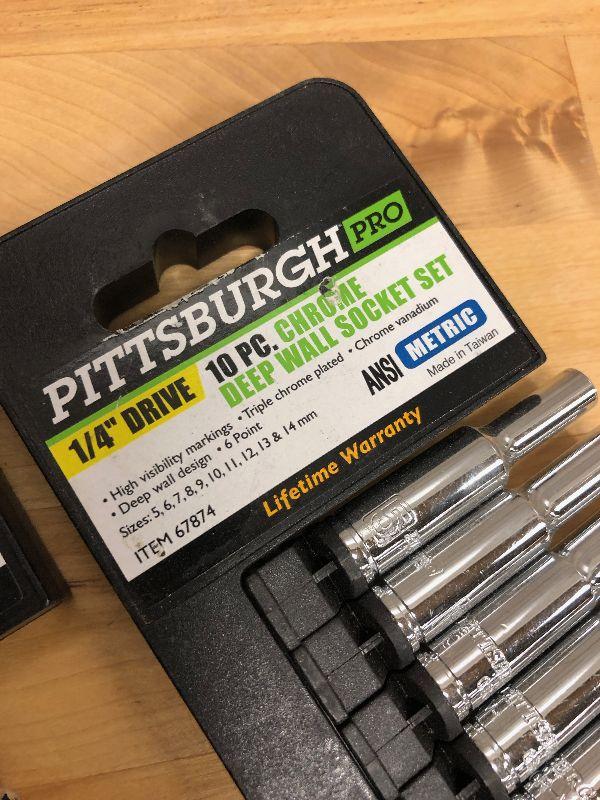 PITTSBURGH PRO
1/4" DRIVE
10 PC. CHROME
DEEP WALL SOCKET SET
• High visibility markings • Triple chrome plated • Chrome vanadium
• Deep wall design • 6 Point
Sizes: 5, 6, 7, 8, 9, 10, 11, 12, 13 & 14 mm
ITEM 67874
ANSI METRIC
Made in Taiwan
Lifetime Warranty